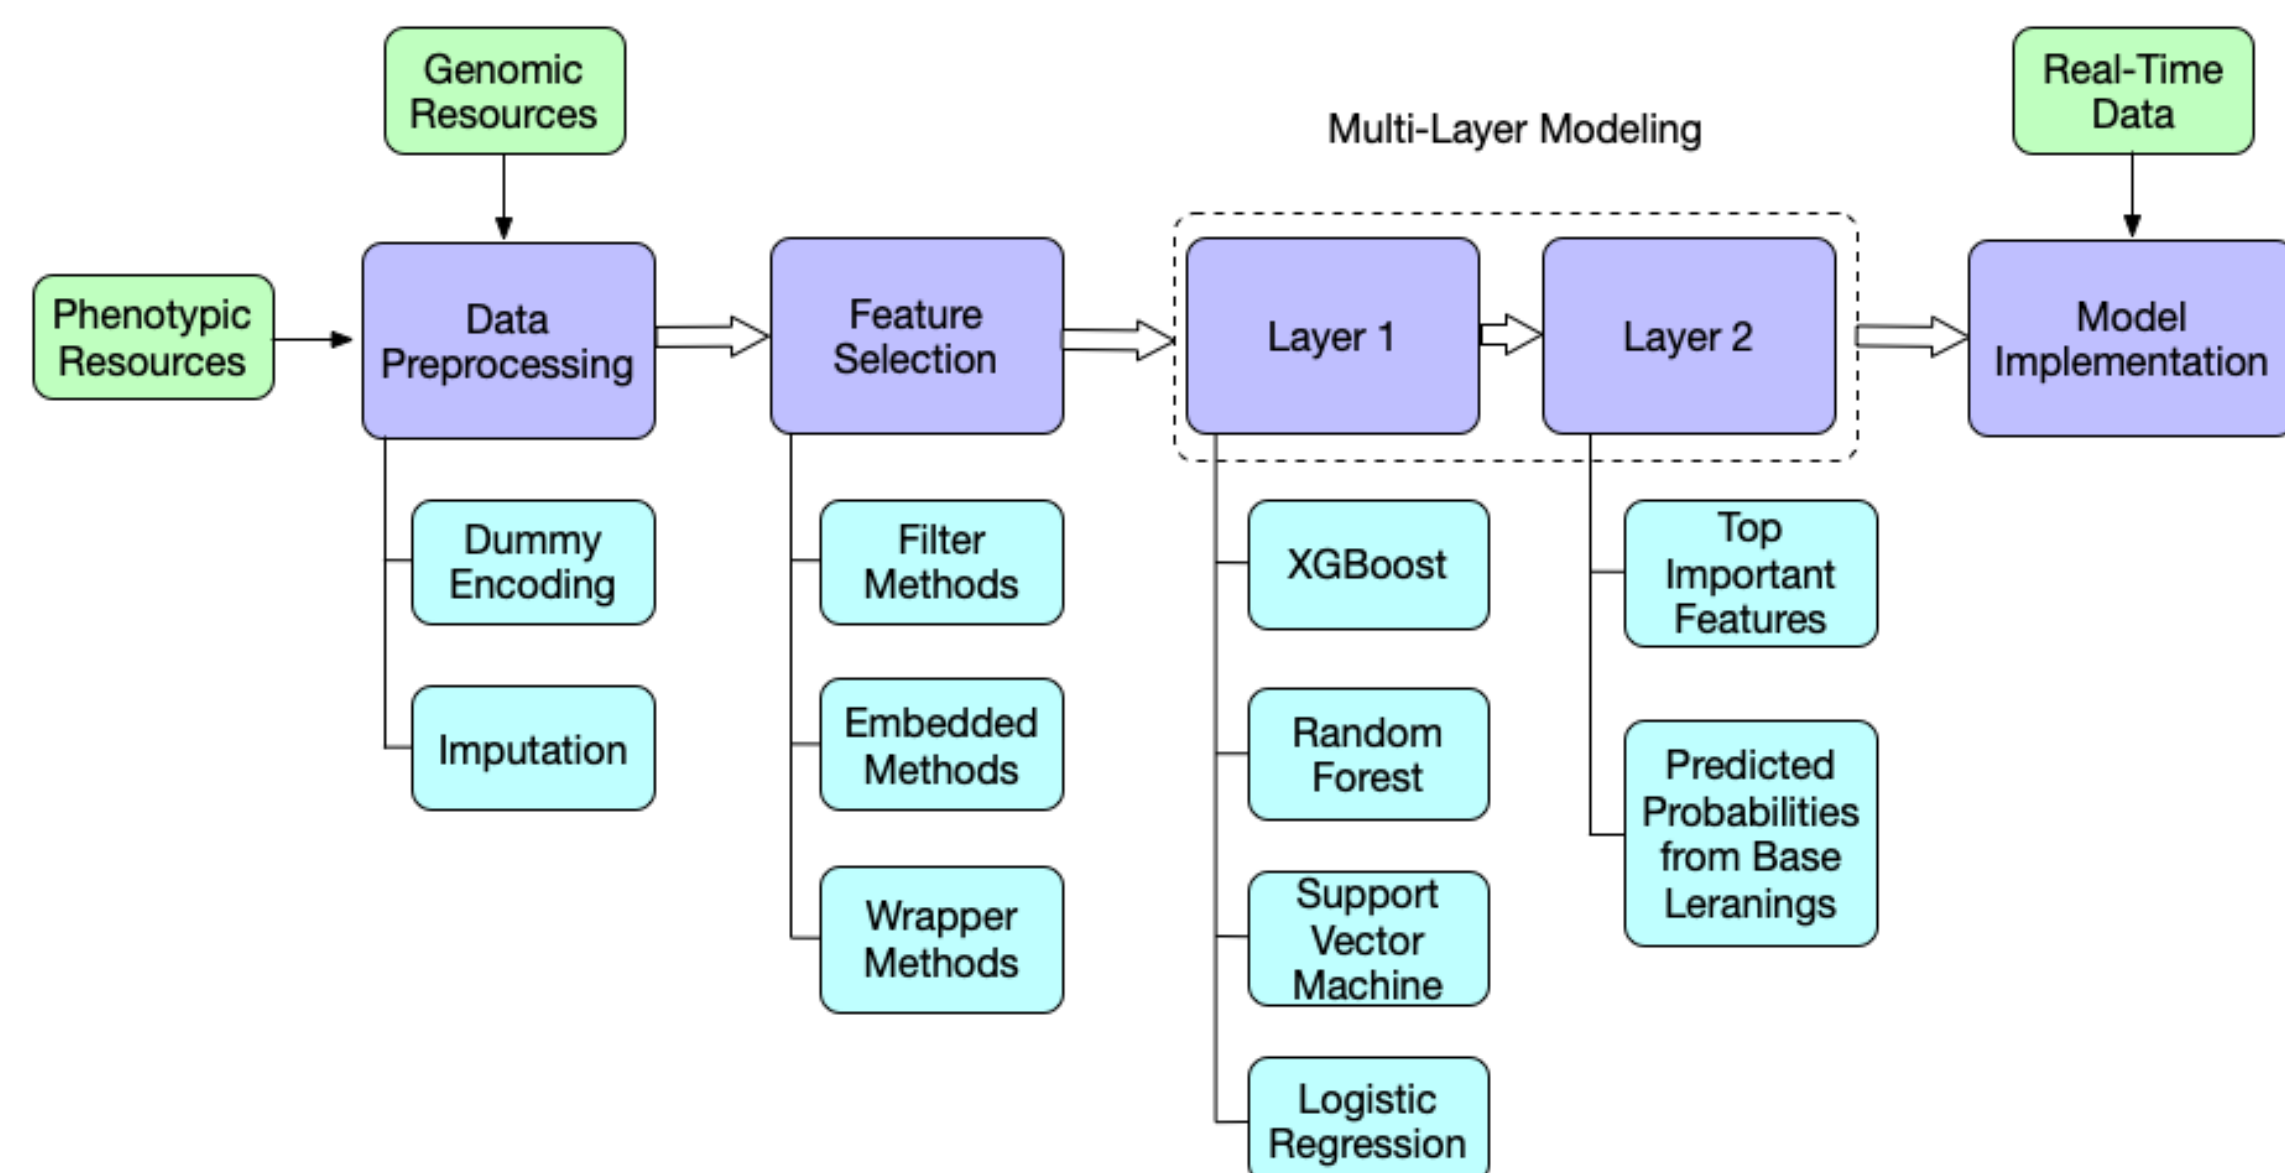 Genomic
Resources
Real-Time
Data
Multi-Layer Modeling
Phenotypic
Resources
Data
Preprocessing
Feature
Selection
Layer 1
Layer 2
Model
Implementation
Dummy
Encoding
Imputation
Filter
Methods
Embedded
Methods
Wrapper
Methods
XGBoost
Random
Forest
Support
Vector
Machine
Logistic
Regression
Top
Important
Features
Predicted
Probabilities
from Base
Leranings